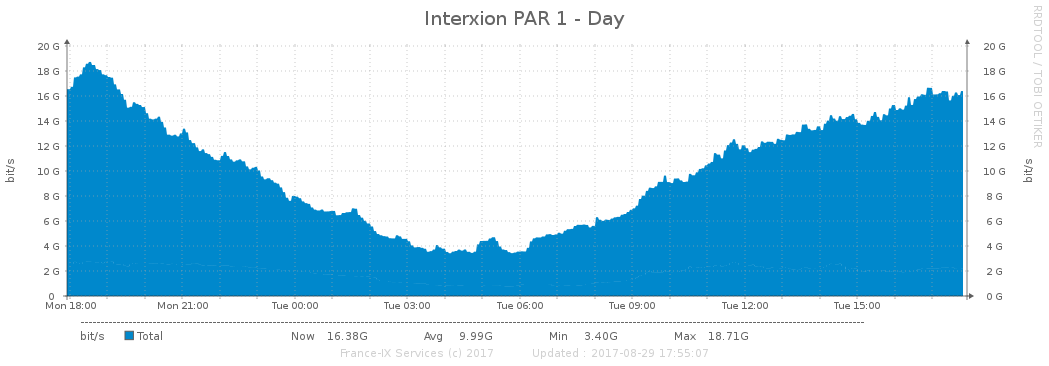 Interxion PAR 1 - Day
RRDTOOL / TOBI OETIKER
20 G 20 G
18 G 18 G
16 G 16 G
14 G 14 G
12 G 12 G
10 G 10 G
8 G 8 G
6 G 6 G
4 G 4 G
2 G 2 G
0 0 G
bit/s bit/s
Mon 18:00 Mon 21:00 Tue 00:00 Tue 03:00 Tue 06:00 Tue 09:00 Tue 12:00 Tue 15:00
bit/s Total Now 16.38G Avg 9.99G Min 3.40G Max 18.71G
France-IX Services (c) 2017 Updated : 2017-08-29 17:55:07